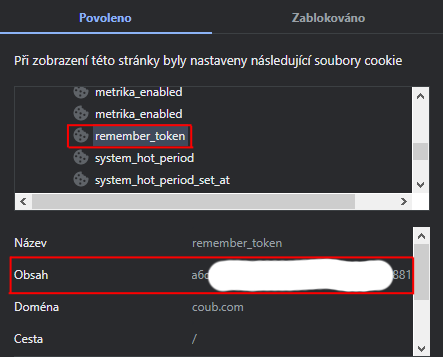 Povoleno Zablokováno
Při zobrazení této stránky byly nastaveny následující soubory cookie
metrika_enabled
metrika_enabled
remember_token
system_hot_period
system_hot_period_set_at
Název remember_token
Obsah a6 881
Doména coub.com
Cesta /